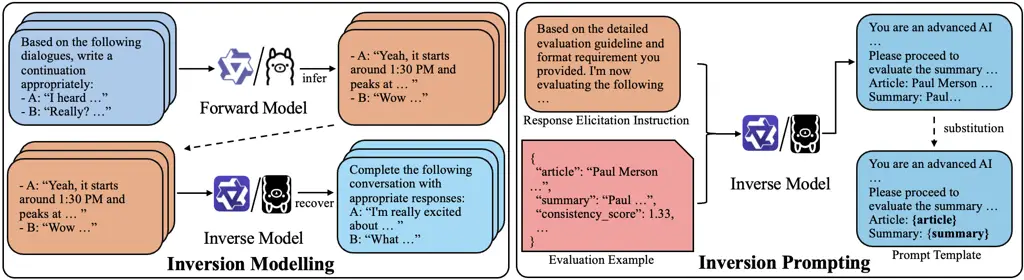 Based on the following
dialogues, write a
continuation
appropriately:
- A: “I heard …”
- B: “Really? …”
infer
Forward Model
- A: “Yeah, it starts
around 1:30 PM and
peaks at … ”
- B: “Wow …”
- A: “Yeah, it starts
around 1:30 PM and
peaks at … ”
- B: “Wow …”
recover
Inverse Model
Complete the following
conversation with
appropriate responses:
A: “I'm really excited
about …”
B: “What …”
Inversion Modelling
Based on the detailed
evaluation guideline and
format requirement you
provided. I'm now
evaluating the following
…
Response Elicitation Instruction
{
“article”: “Paul Merson
…”,
“summary”: “Paul …”,
“consistency_score”: 1.33,
…
}
Evaluation Example
Inverse Model
You are an advanced AI
…
Please proceed to
evaluate the summary …
Article: Paul Merson …
Summary: Paul…
substitution
You are an advanced AI
…
Please proceed to
evaluate the summary …
Article: {article}
Summary: {summary}
Prompt Template
Inversion Prompting